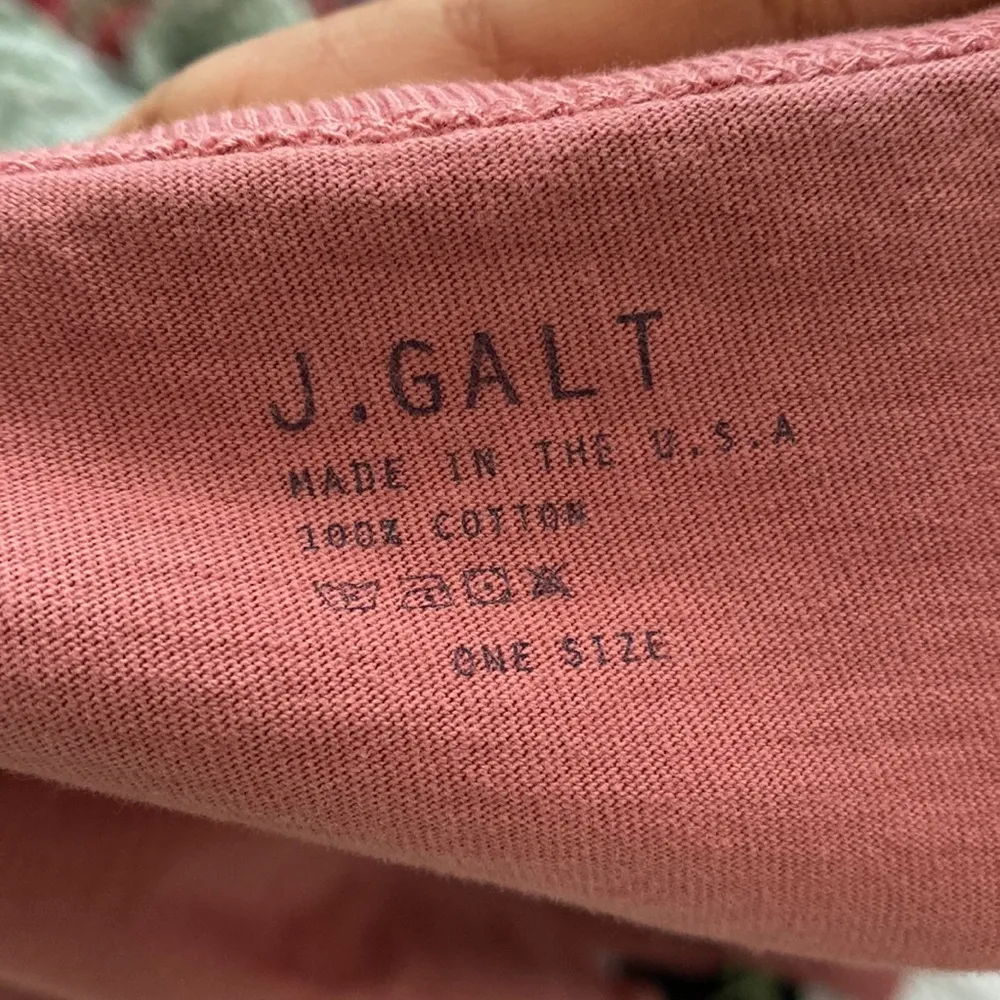 J.GALT
MADE IN THE U.S.A
100% COTTON
ONE SIZE